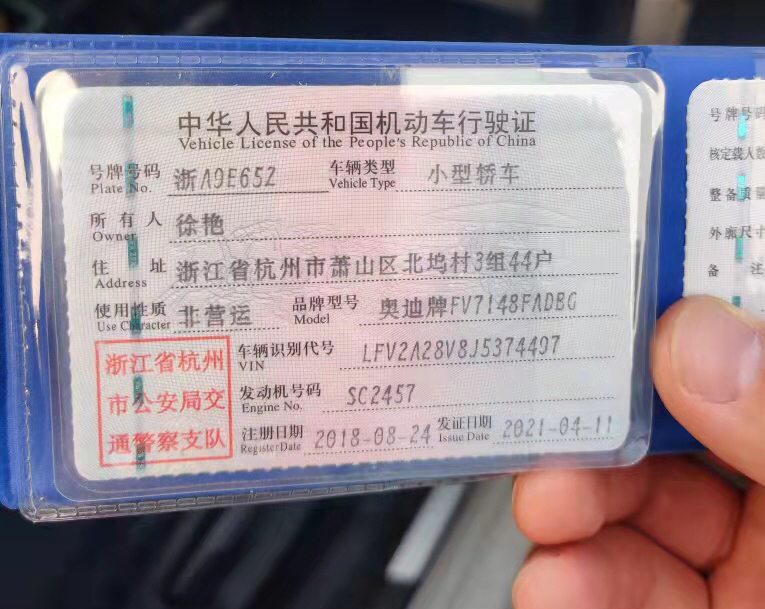 中华人民共和国机动车行驶证
Vehicle License of the People's Republic of China
号牌号码 浙A9E652 车辆类型 小型轿车
Plate No. Vehicle Type
所有人 徐艳
Owner
住址 浙江省杭州市萧山区北坞村3组44户
Address
使用性质 非营运 品牌型号 奥迪牌FV7148FADBG
Use Character Model
浙江省杭州
市公安局交
通警察支队
车辆识别代号 LFV2A28V8J5374497
VIN
发动机号码 SC2457
Engine No.
注册日期 2018-08-24 发证日期 2021-04-11
Register Date Issue Date
号牌号码
核定载人数
整备质量
外廓尺寸
备注